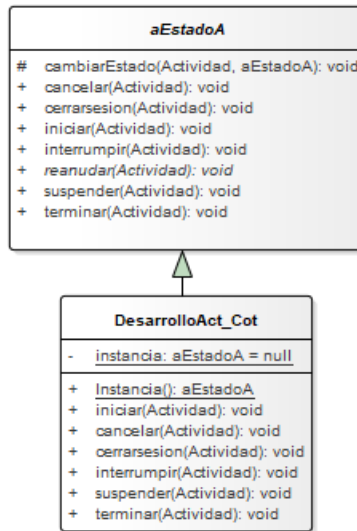 aEstadoA
# cambiarEstado(Actividad, aEstadoA): void
+ cancelar(Actividad): void
+ cerrarsesion(Actividad): void
+ iniciar(Actividad): void
+ interrumpir(Actividad): void
+ reanudar(Actividad): void
+ suspender(Actividad): void
+ terminar(Actividad): void
DesarrolloAct_Cot
- instancia: aEstadoA = null
+ Instancia(): aEstadoA
+ iniciar(Actividad): void
+ cancelar(Actividad): void
+ cerrarsesion(Actividad): void
+ interrumpir(Actividad): void
+ suspender(Actividad): void
+ terminar(Actividad): void